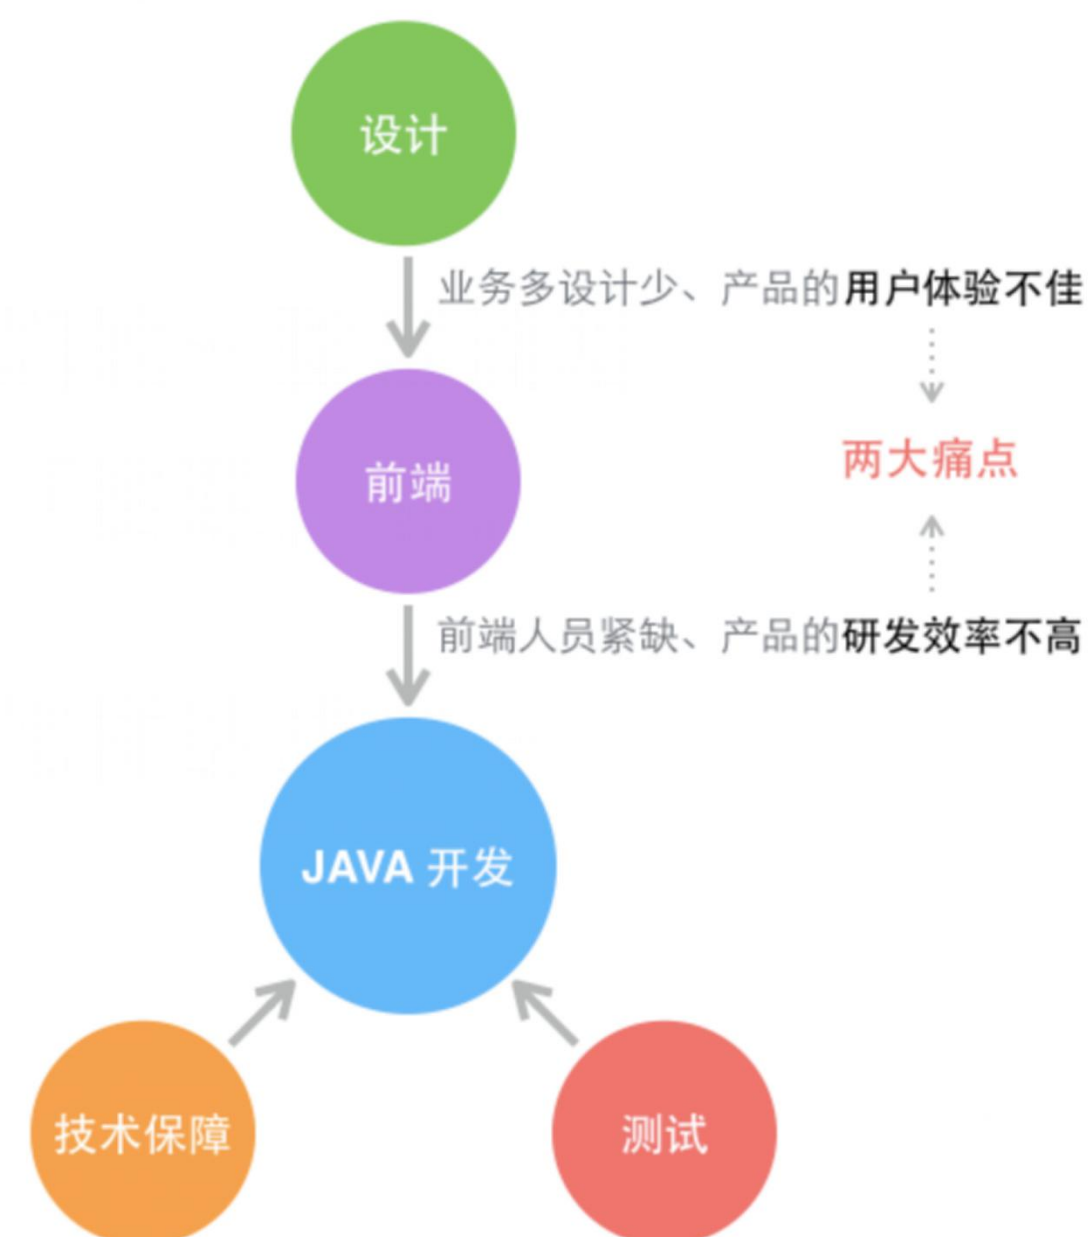 设计
业务多设计少、产品的用户体验不佳
两大痛点
前端
前端人员紧缺、产品的研发效率不高
JAVA 开发
技术保障
测试